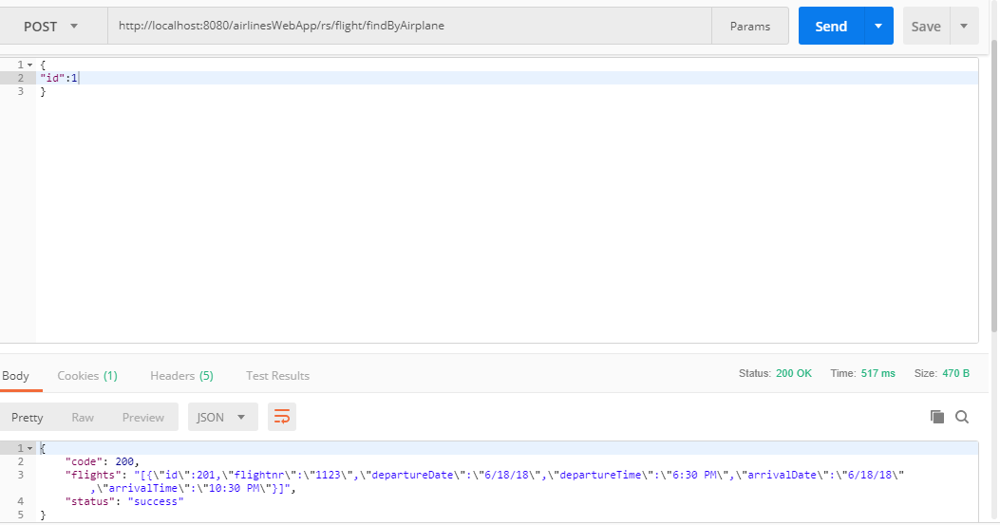 POST http://localhost:8080/airlinesWebApp/rs/flight/findByAirplane Params Send Save
1 {
2 "id":1
3 }
Body Cookies (1) Headers (5) Test Results Status: 200 OK Time: 517 ms Size: 470 B
Pretty Raw Preview JSON
1 {
2 "code": 200,
3 "flights": "[{\"id\":201,\"flightnr\":\"1123\",\"departureDate\":\"6/18/18\",\"departureTime\":\"6:30 PM\",\"arrivalDate\":\"6/18/18\"
,\"arrivalTime\":\"10:30 PM\"}]",
4 "status": "success"
5 }